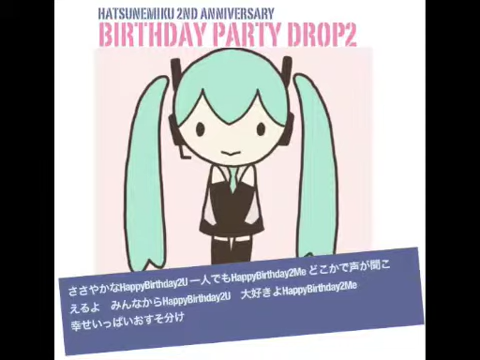 HATSUNEMIKU 2ND ANNIVERSARY
BIRTHDAY PARTY DROP2
ささやかなHappyBirthday2U 一人でもHappyBirthday2Me どこかで声が聞こ
えるよ　みんなからHappyBirthday2U　大好きよHappyBirthday2Me
幸せいっぱいおすそ分け